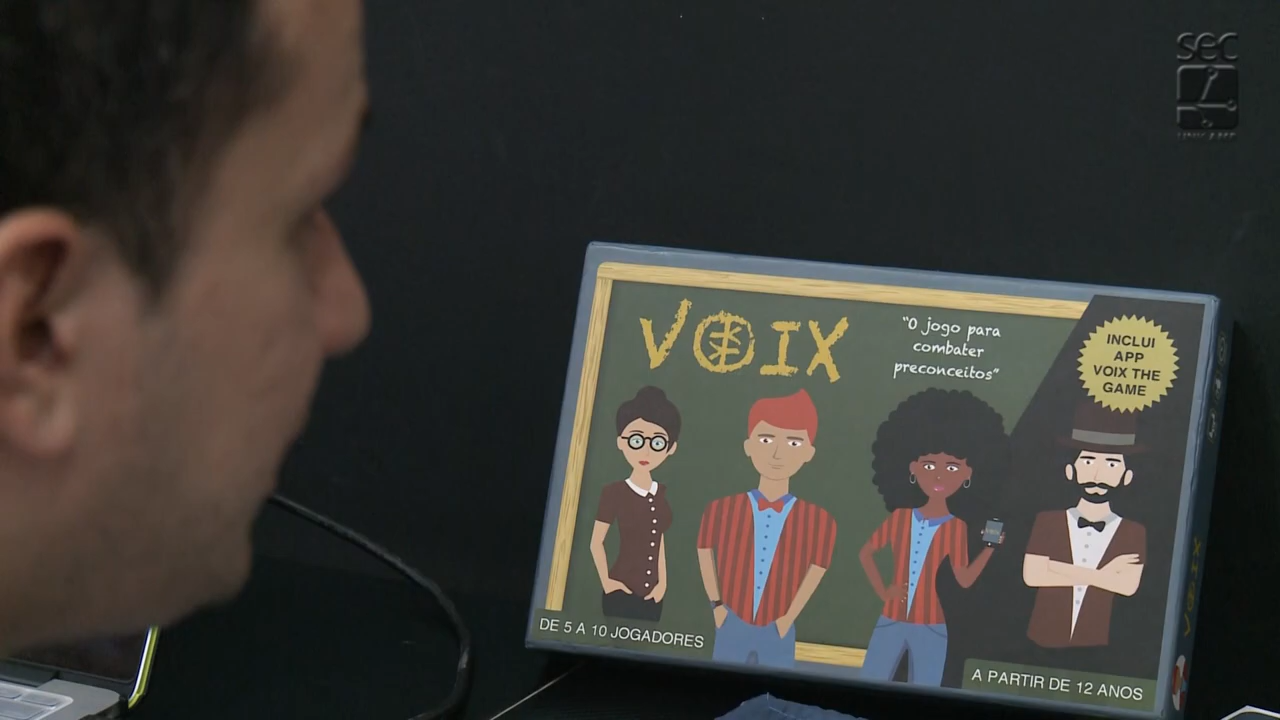 sec
UNICAMP
VOIX
"O jogo para
combater
preconceitos"
INCLUI
APP
VOIX THE
GAME
DE 5 A 10 JOGADORES
A PARTIR DE 12 ANOS
VOIX